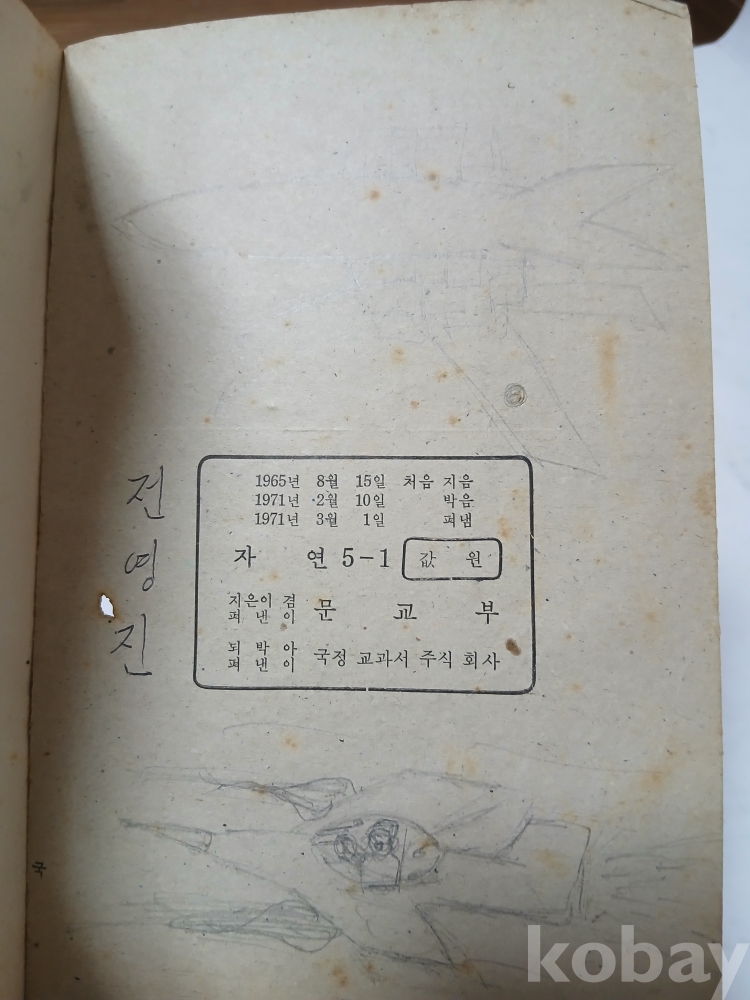 전영진
1965년 8월 15일 처음 지음
1971년 2월 10일 박음
1971년 3월 1일 펴냄
자 연 5-1 값 원
지은이 겸
펴 낸 이 문 교 부
되 박 아
펴 낸 이 국정 교과서 주식 회사
국
kobay